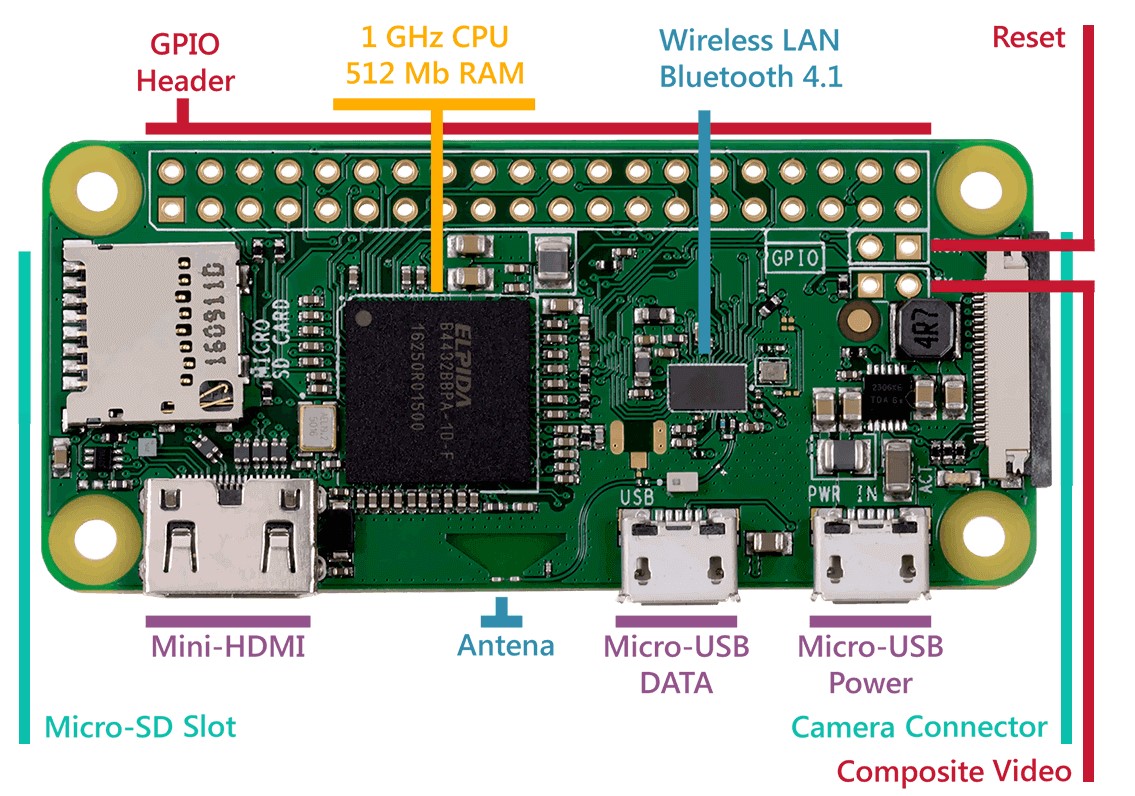 GPIO
Header
1 GHz CPU
512 Mb RAM
Wireless LAN
Bluetooth 4.1
Reset
GPIO
160911D
MICRO
SD CARD
ELPIDA
B4432BBPA-10-F
16250R01500
4R7
USB
PWR IN
ACT
Mini-HDMI
Antena
Micro-USB
DATA
Micro-USB
Power
Micro-SD Slot
Camera Connector
Composite Video